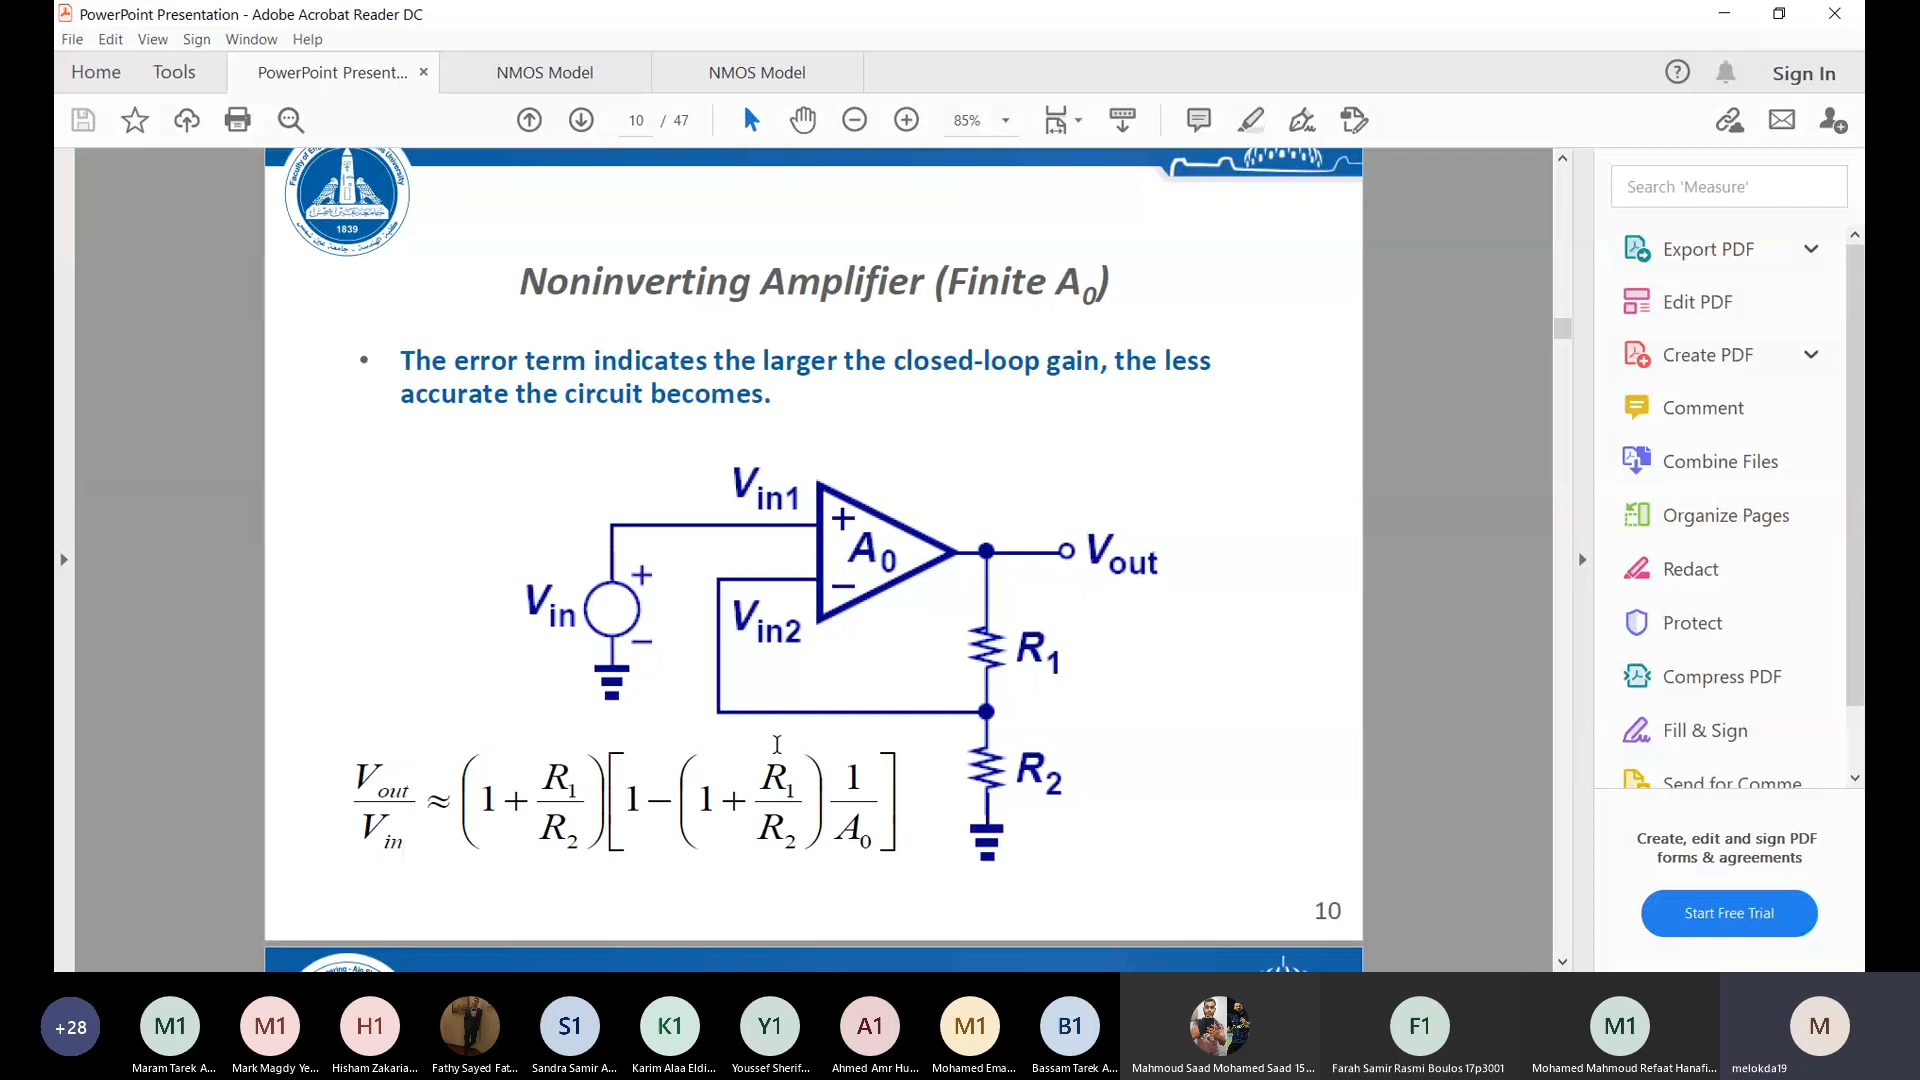 PowerPoint Presentation - Adobe Acrobat Reader DC
File Edit View Sign Window Help
Home Tools PowerPoint Present... × NMOS Model NMOS Model Sign In
10 / 47 85%
1839
Noninverting Amplifier (Finite A0)
• The error term indicates the larger the closed-loop gain, the less
accurate the circuit becomes.
Vin1
+
A0
−
Vout
Vin
+
−
Vin2
R1
R2
Vout/Vin ≈ (1 + R1/R2)[1 − (1 + R1/R2) 1/A0]
10
Search 'Measure'
Export PDF
Edit PDF
Create PDF
Comment
Combine Files
Organize Pages
Redact
Protect
Compress PDF
Fill & Sign
Send for Comme
Create, edit and sign PDF
forms & agreements
Start Free Trial
+28 M1 M1 H1 S1 K1 Y1 A1 M1 B1 F1 M1 M
Maram Tarek A... Mark Magdy Ye... Hisham Zakaria... Fathy Sayed Fat... Sandra Samir A... Karim Alaa Eldi... Youssef Sherif... Ahmed Amr Hu... Mohamed Ema... Bassam Tarek A... Mahmoud Saad Mohamed Saad 15... Farah Samir Rasmi Boulos 17p3001 Mohamed Mahmoud Refaat Hanafi... melokda19